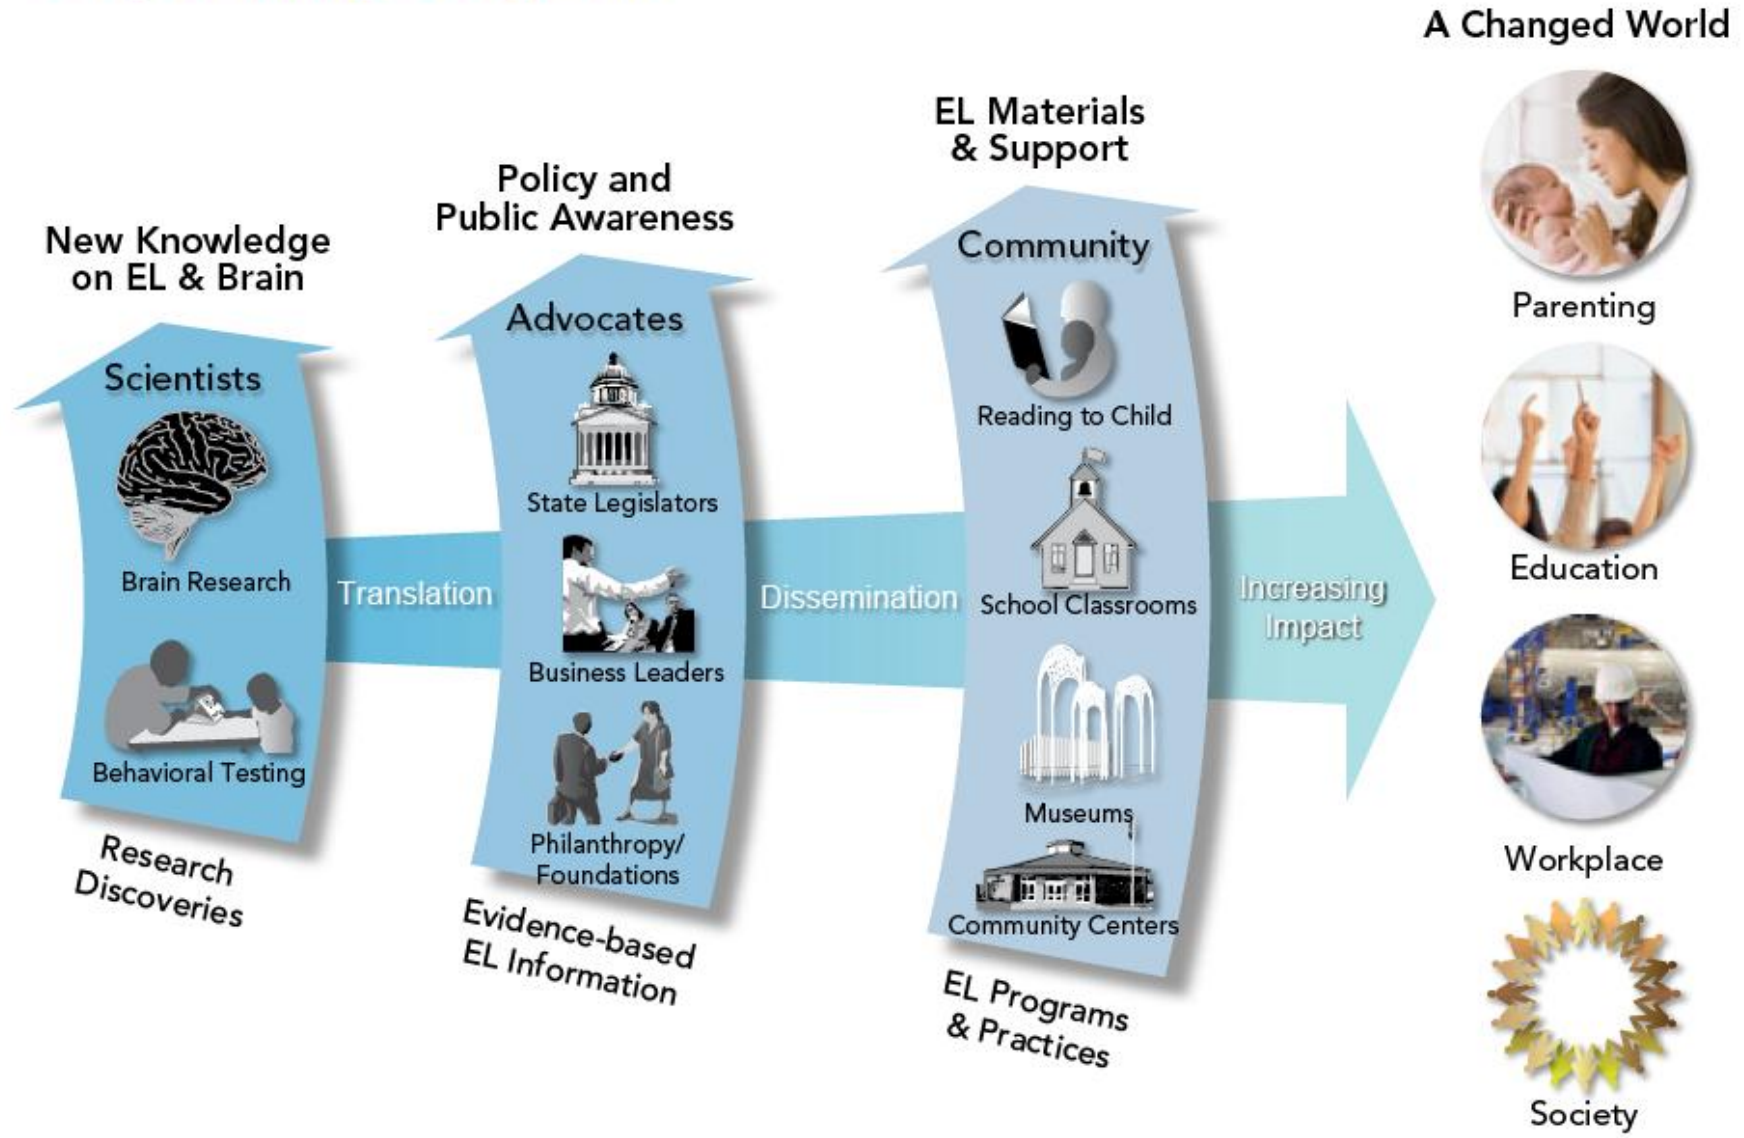 A Changed World
New Knowledge
on EL & Brain
Scientists
Brain Research
Behavioral Testing
Research
Discoveries
Translation
Policy and
Public Awareness
Advocates
State Legislators
Business Leaders
Philanthropy/
Foundations
Evidence-based
EL Information
Dissemination
EL Materials
& Support
Community
Reading to Child
School Classrooms
Museums
Community Centers
EL Programs
& Practices
Increasing
Impact
Parenting
Education
Workplace
Society